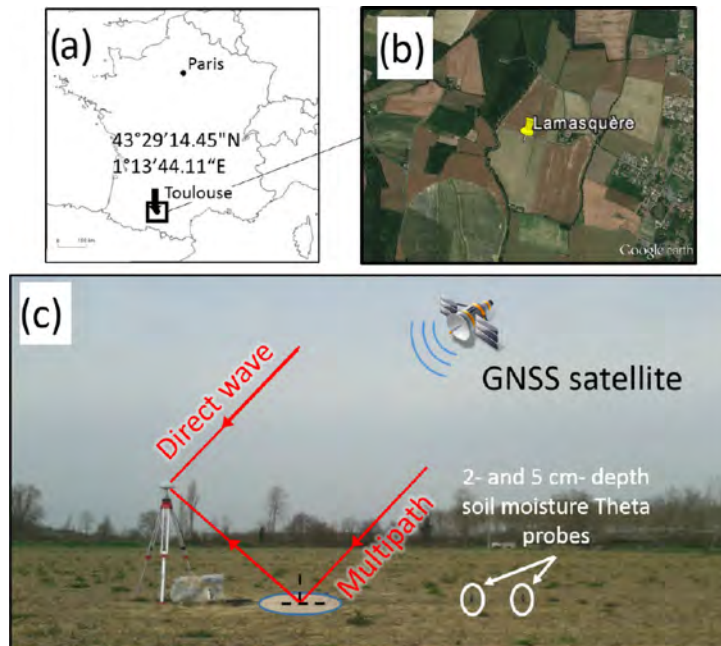 (a)
Paris
43°29’14.45"N
1°13’44.11“E
Toulouse
(b)
Lamasquère
Google earth
(c)
Direct wave
Multipath
GNSS satellite
2- and 5 cm- depth
soil moisture Theta
probes